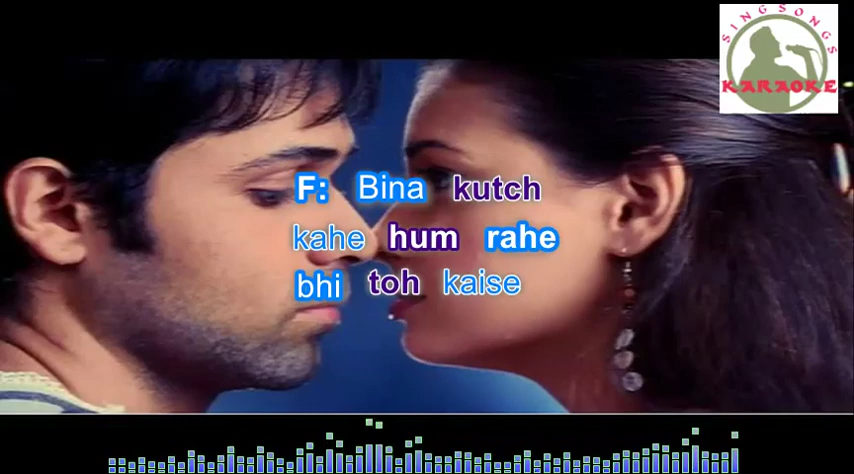 SING SONGS
KARAOKE
F: Bina kutch
kahe hum rahe
bhi toh kaise